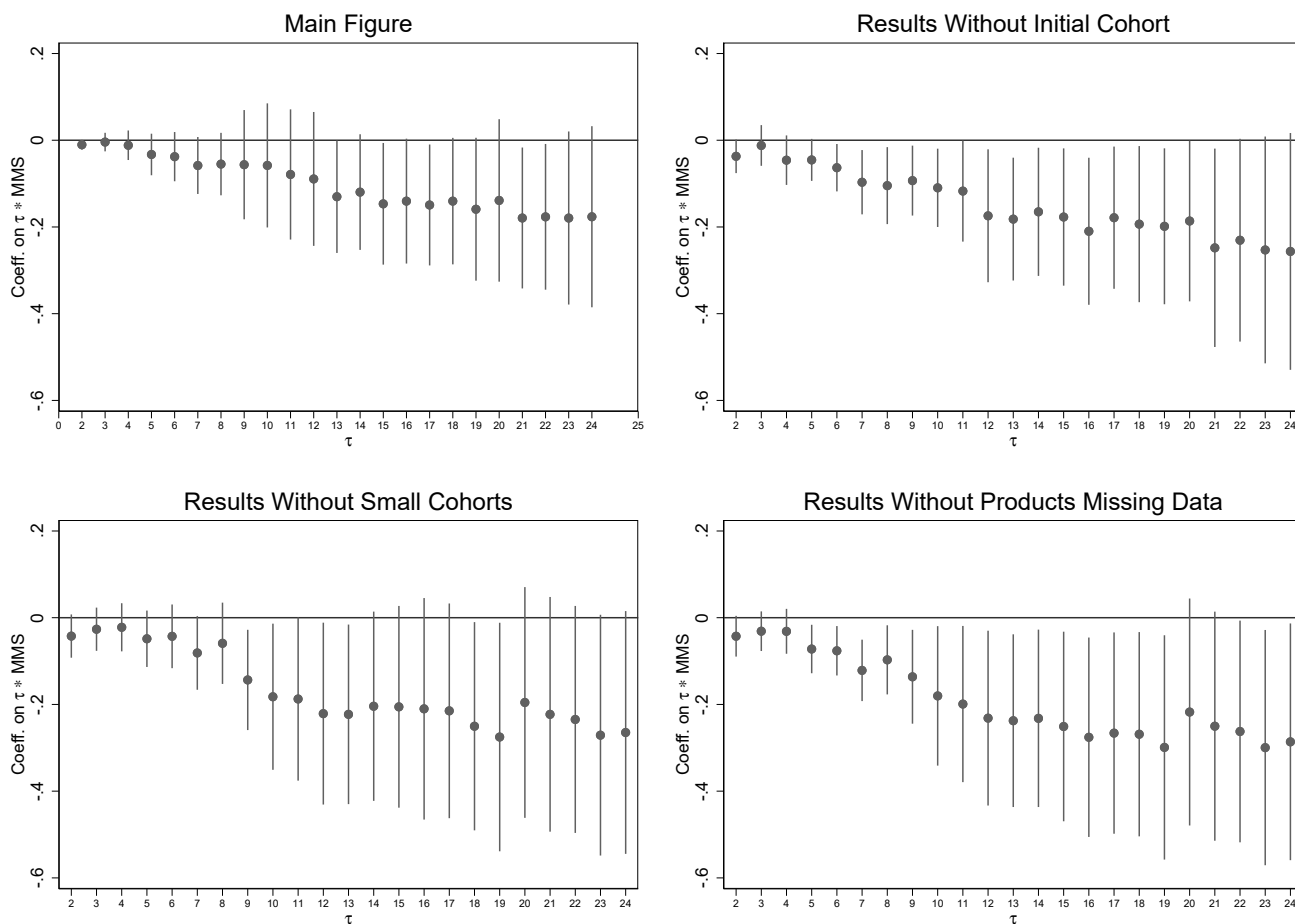 Main Figure
Coeff. on τ * MMS
.2
0
-.2
-.4
-.6
0 2 3 4 5 6 7 8 9 10 11 12 13 14 15 16 17 18 19 20 21 22 23 24 25
τ
Results Without Initial Cohort
Coeff. on τ * MMS
.2
0
-.2
-.4
-.6
2 3 4 5 6 7 8 9 10 11 12 13 14 15 16 17 18 19 20 21 22 23 24
τ
Results Without Small Cohorts
Coeff. on τ * MMS
.2
0
-.2
-.4
-.6
2 3 4 5 6 7 8 9 10 11 12 13 14 15 16 17 18 19 20 21 22 23 24
τ
Results Without Products Missing Data
Coeff. on τ * MMS
.2
0
-.2
-.4
-.6
2 3 4 5 6 7 8 9 10 11 12 13 14 15 16 17 18 19 20 21 22 23 24
τ